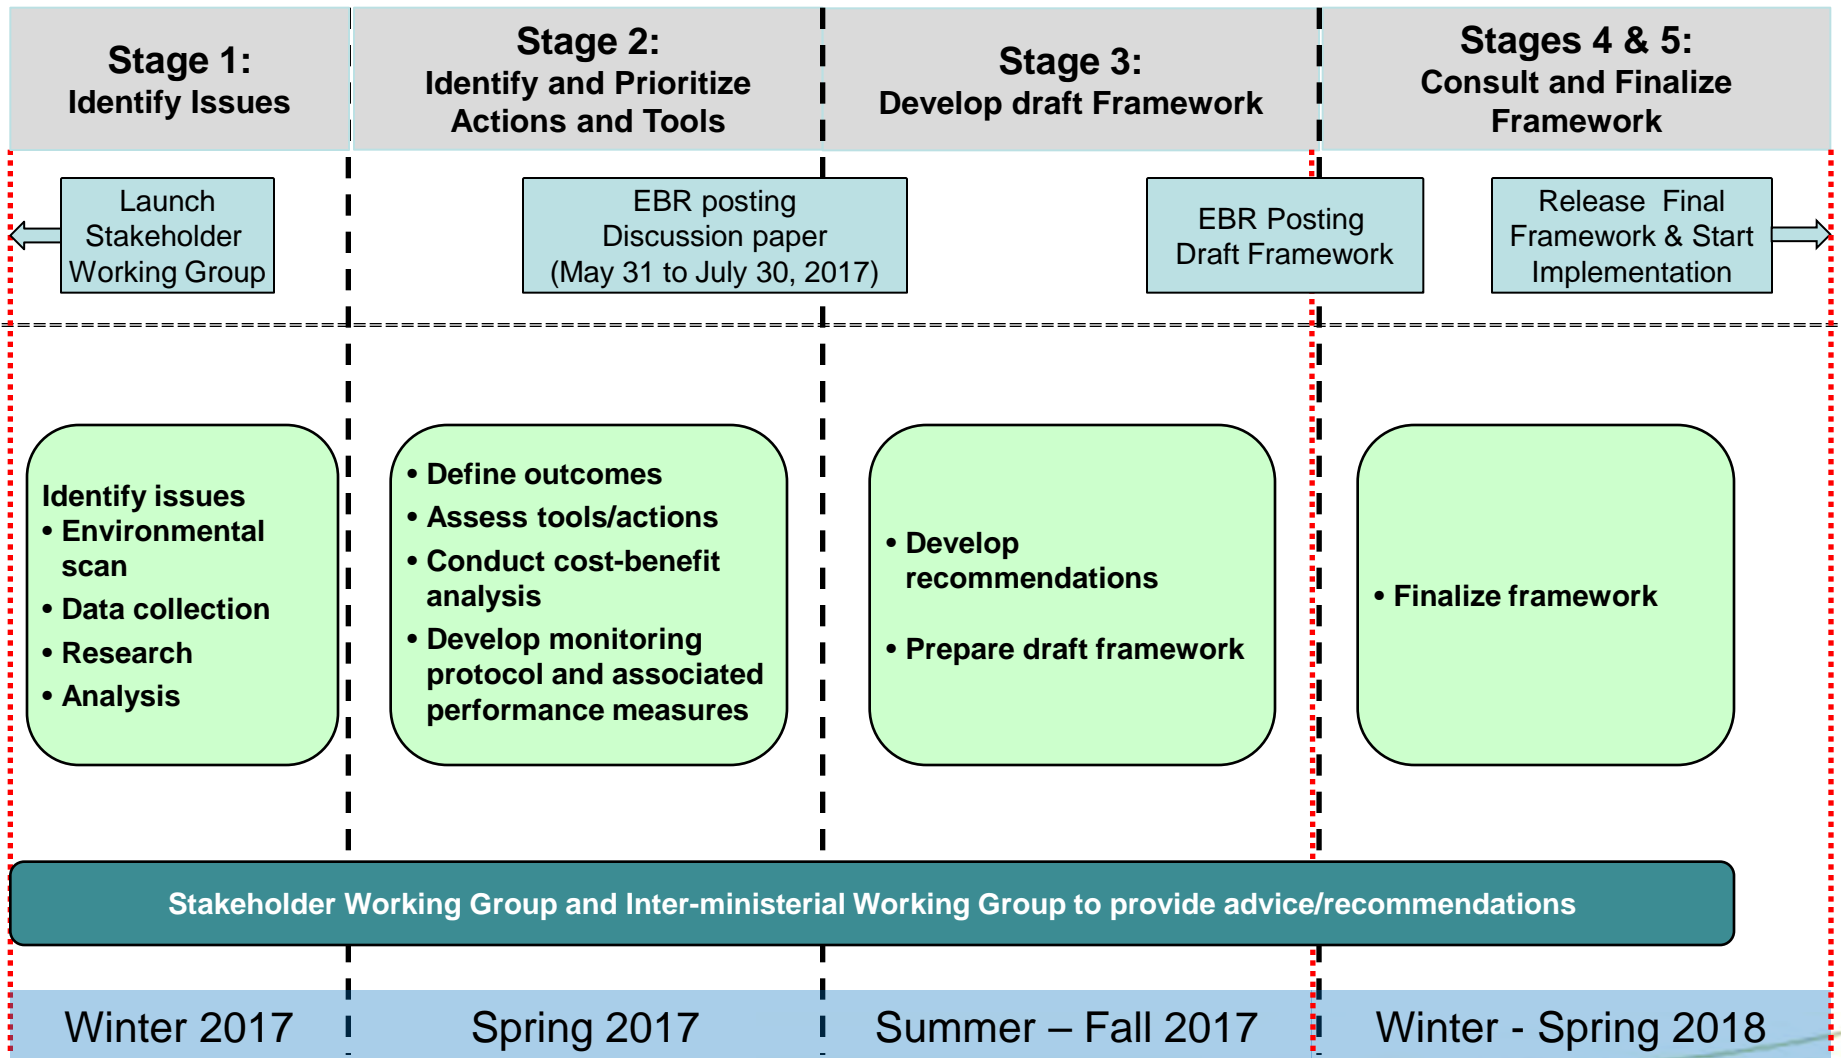 Stage 1:
Identify Issues
Stage 2:
Identify and Prioritize
Actions and Tools
Stage 3:
Develop draft Framework
Stages 4 & 5:
Consult and Finalize
Framework
Launch
Stakeholder
Working Group
EBR posting
Discussion paper
(May 31 to July 30, 2017)
EBR Posting
Draft Framework
Release Final
Framework & Start
Implementation
Identify issues
• Environmental
scan
• Data collection
• Research
• Analysis
• Define outcomes
• Assess tools/actions
• Conduct cost-benefit
analysis
• Develop monitoring
protocol and associated
performance measures
• Develop
recommendations
• Prepare draft framework
• Finalize framework
Stakeholder Working Group and Inter-ministerial Working Group to provide advice/recommendations
Winter 2017
Spring 2017
Summer – Fall 2017
Winter - Spring 2018